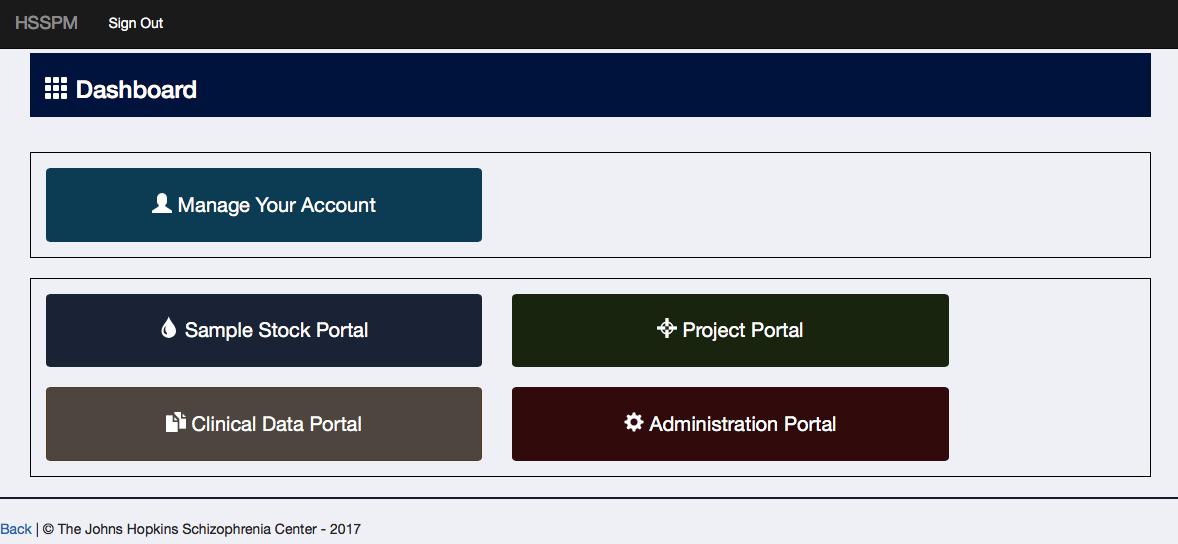 HSSPM Sign Out
Dashboard
Manage Your Account
Sample Stock Portal
Project Portal
Clinical Data Portal
Administration Portal
Back | © The Johns Hopkins Schizophrenia Center - 2017